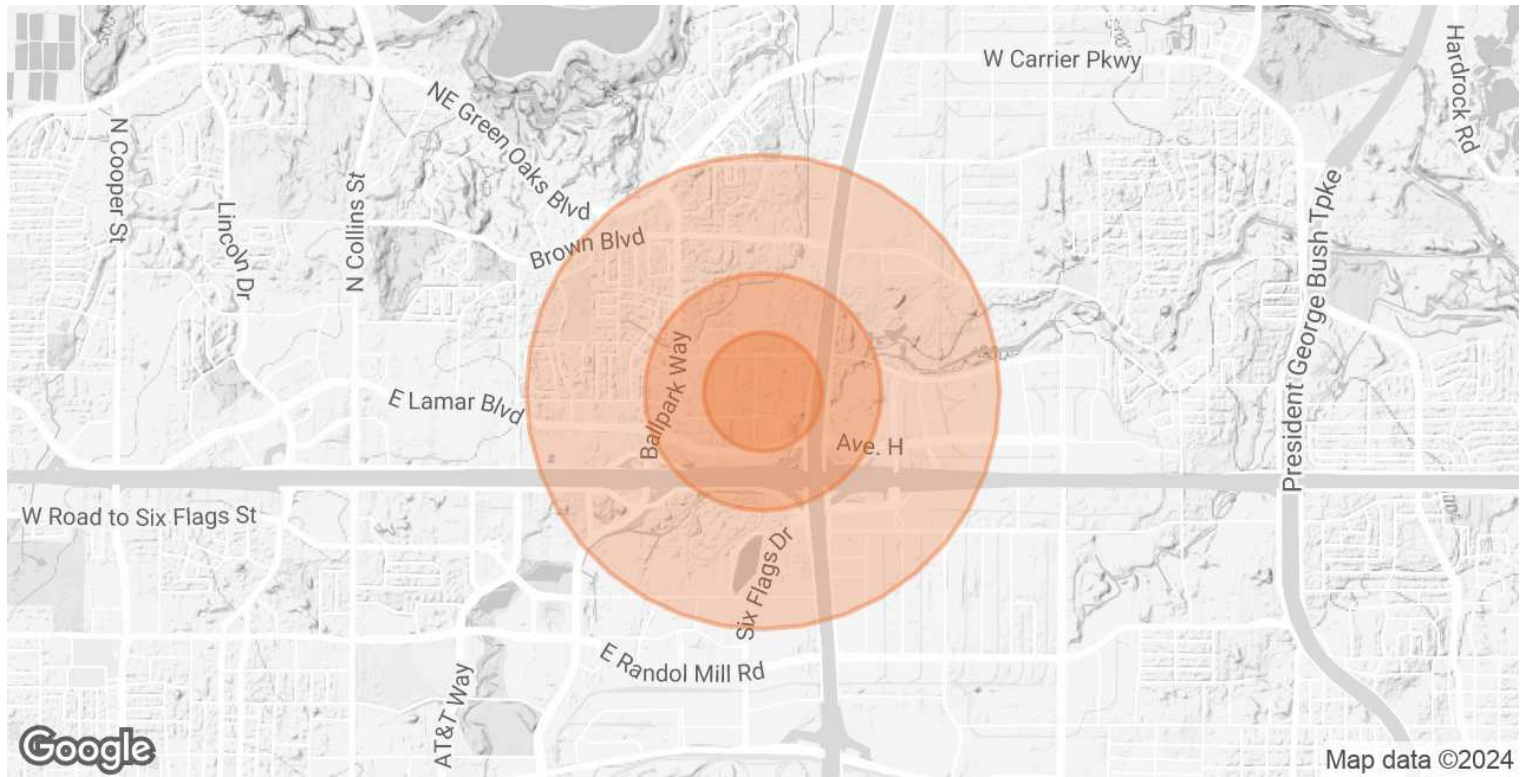 W Carrier Pkwy
Hardrock Rd
NE Green Oaks Blvd
N Cooper St
Lincoln Dr
N Collins St
Brown Blvd
President George Bush Tpke
Ballpark Way
E Lamar Blvd
Ave. H
W Road to Six Flags St
Six Flags Dr
E Randol Mill Rd
AT&T Way
Google
Map data ©2024